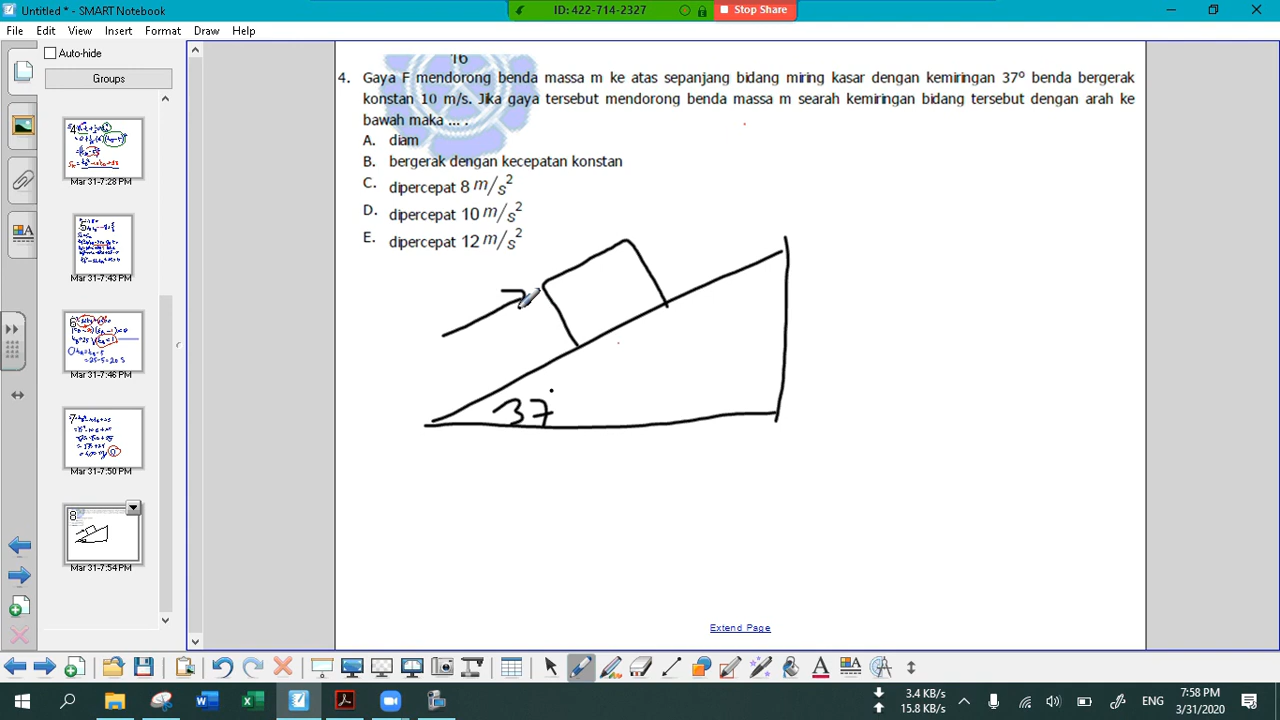 Untitled * - SMART Notebook
ID: 422-714-2327
Stop Share
File Edit View Insert Format Draw Help
Auto-hide
Groups
Mar 31-7:28 PM
Mar 31-7:43 PM
Mar 31-7:46 PM
Mar 31-7:50 PM
8
Mar 31-7:54 PM
16
4. Gaya F mendorong benda massa m ke atas sepanjang bidang miring kasar dengan kemiringan 37° benda bergerak
konstan 10 m/s. Jika gaya tersebut mendorong benda massa m searah kemiringan bidang tersebut dengan arah ke
bawah maka ... .
A. diam
B. bergerak dengan kecepatan konstan
C. dipercepat 8 m/s²
D. dipercepat 10 m/s²
E. dipercepat 12 m/s²
37°
Extend Page
3.4 KB/s
15.8 KB/s
ENG
7:58 PM
3/31/2020